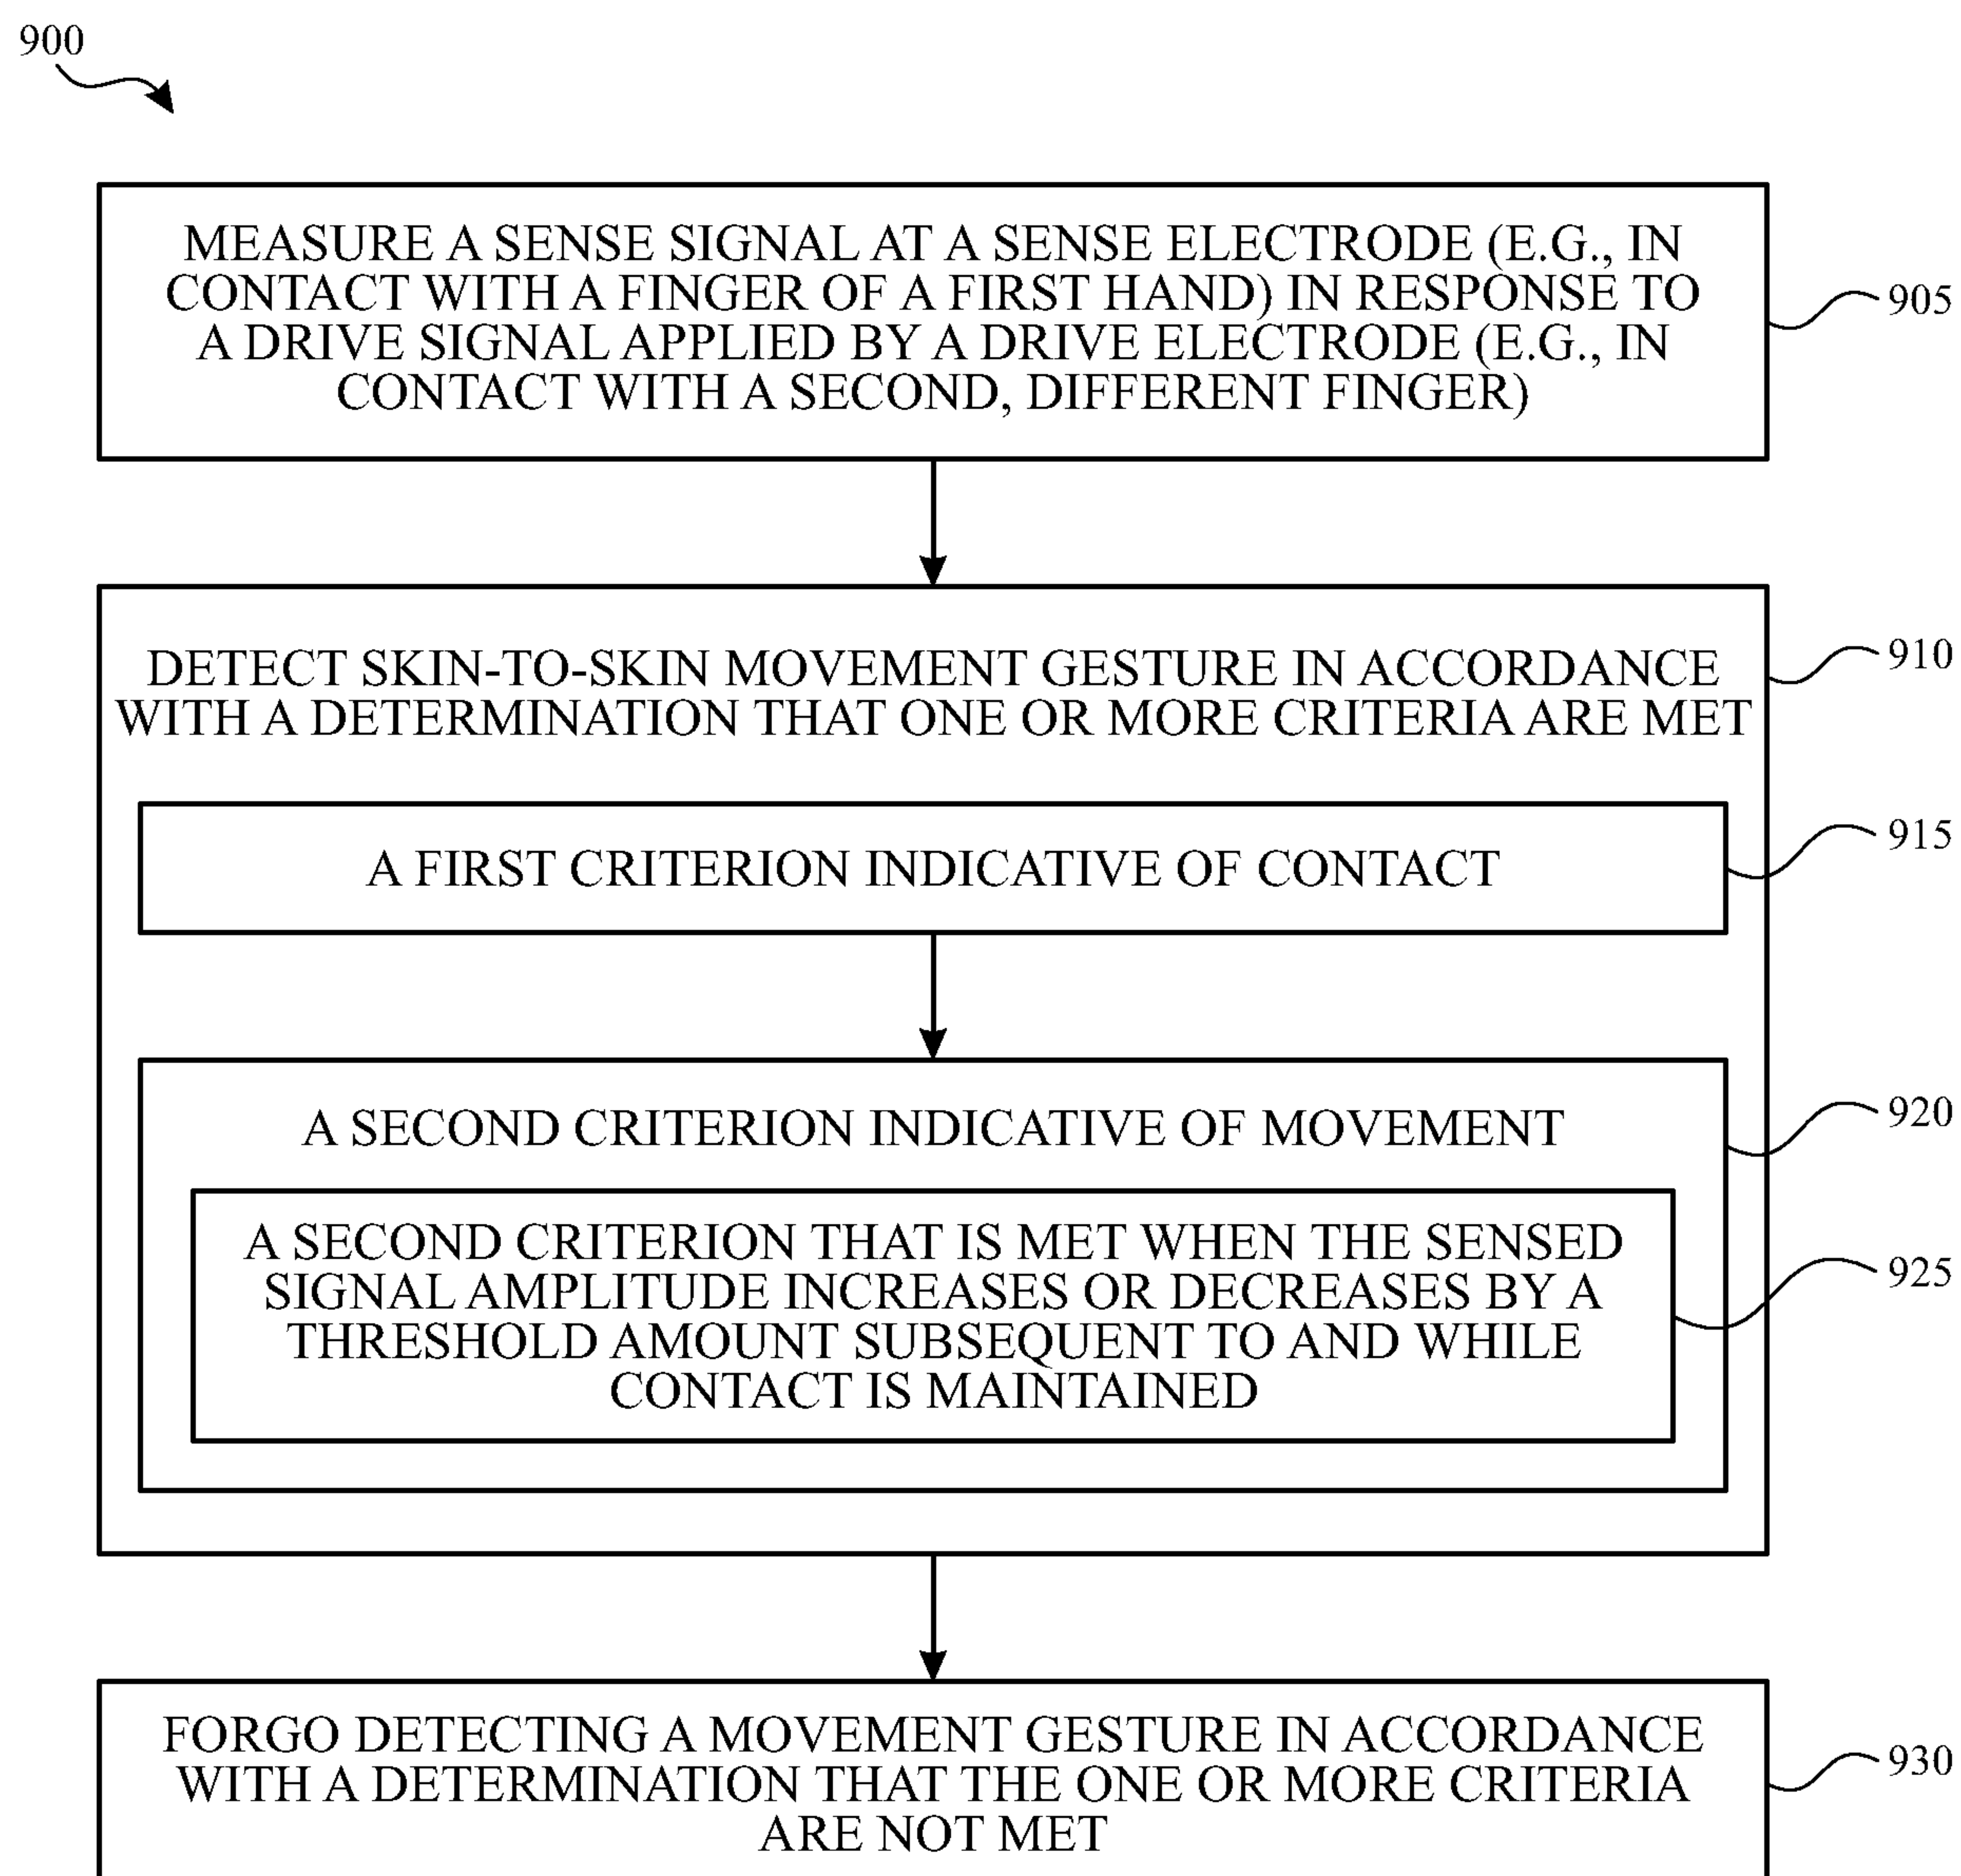 900
MEASURE A SENSE SIGNAL AT A SENSE ELECTRODE (E.G., IN
CONTACT WITH A FINGER OF A FIRST HAND) IN RESPONSE TO
A DRIVE SIGNAL APPLIED BY A DRIVE ELECTRODE (E.G., IN
CONTACT WITH A SECOND, DIFFERENT FINGER)
905
DETECT SKIN-TO-SKIN MOVEMENT GESTURE IN ACCORDANCE
WITH A DETERMINATION THAT ONE OR MORE CRITERIA ARE MET
910
A FIRST CRITERION INDICATIVE OF CONTACT
915
A SECOND CRITERION INDICATIVE OF MOVEMENT
920
A SECOND CRITERION THAT IS MET WHEN THE SENSED
SIGNAL AMPLITUDE INCREASES OR DECREASES BY A
THRESHOLD AMOUNT SUBSEQUENT TO AND WHILE
CONTACT IS MAINTAINED
925
FORGO DETECTING A MOVEMENT GESTURE IN ACCORDANCE
WITH A DETERMINATION THAT THE ONE OR MORE CRITERIA
ARE NOT MET
930